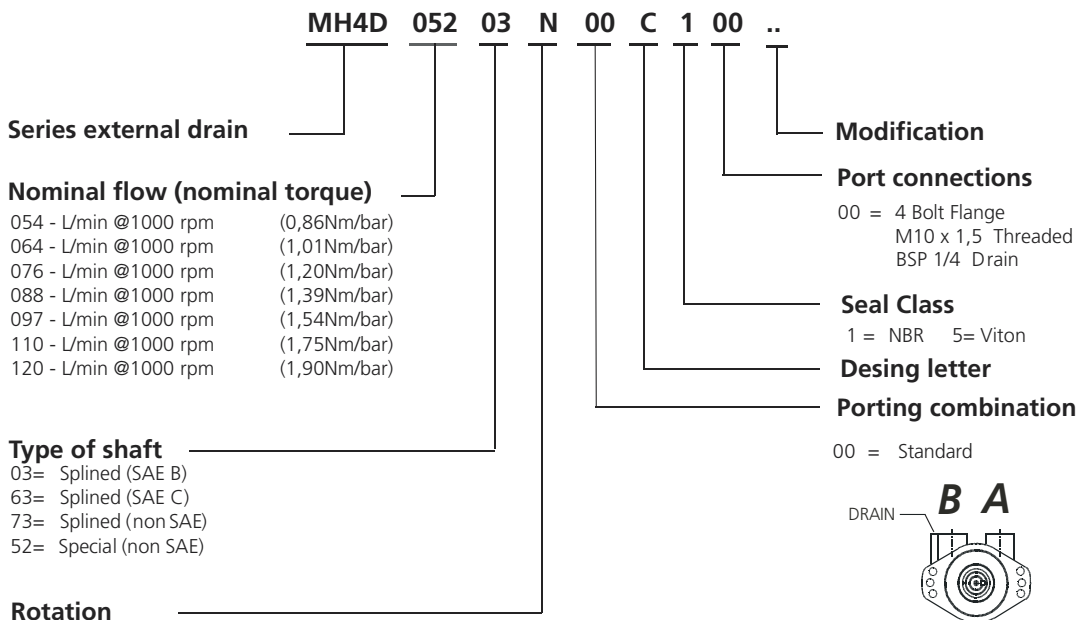 MH4D 052 03 N 00 C 1 00 ..
Series external drain
Nominal flow (nominal torque)
054 - L/min @1000 rpm (0,86Nm/bar)
064 - L/min @1000 rpm (1,01Nm/bar)
076 - L/min @1000 rpm (1,20Nm/bar)
088 - L/min @1000 rpm (1,39Nm/bar)
097 - L/min @1000 rpm (1,54Nm/bar)
110 - L/min @1000 rpm (1,75Nm/bar)
120 - L/min @1000 rpm (1,90Nm/bar)
Type of shaft
03= Splined (SAE B)
63= Splined (SAE C)
73= Splined (non SAE)
52= Special (non SAE)
Rotation
Modification
Port connections
00 = 4 Bolt Flange
M10 x 1,5 Threaded
BSP 1/4 Drain
Seal Class
1 = NBR 5= Viton
Desing letter
Porting combination
00 = Standard
B A
DRAIN